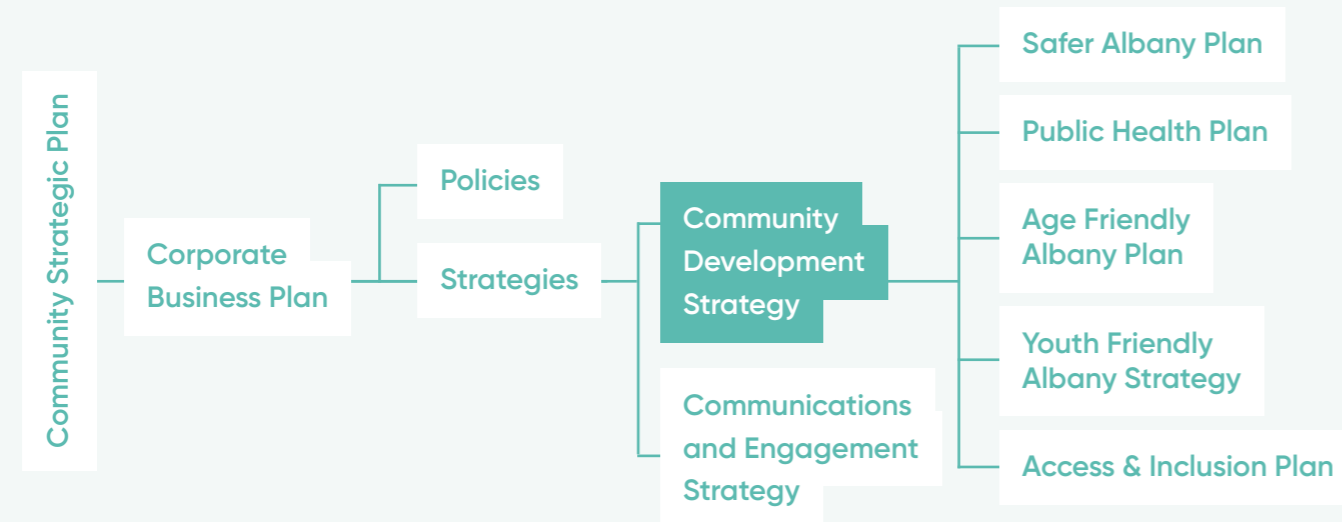 Community Strategic Plan
Corporate
Business Plan
Policies
Strategies
Community
Development
Strategy
Communications
and Engagement
Strategy
Safer Albany Plan
Public Health Plan
Age Friendly
Albany Plan
Youth Friendly
Albany Strategy
Access & Inclusion Plan